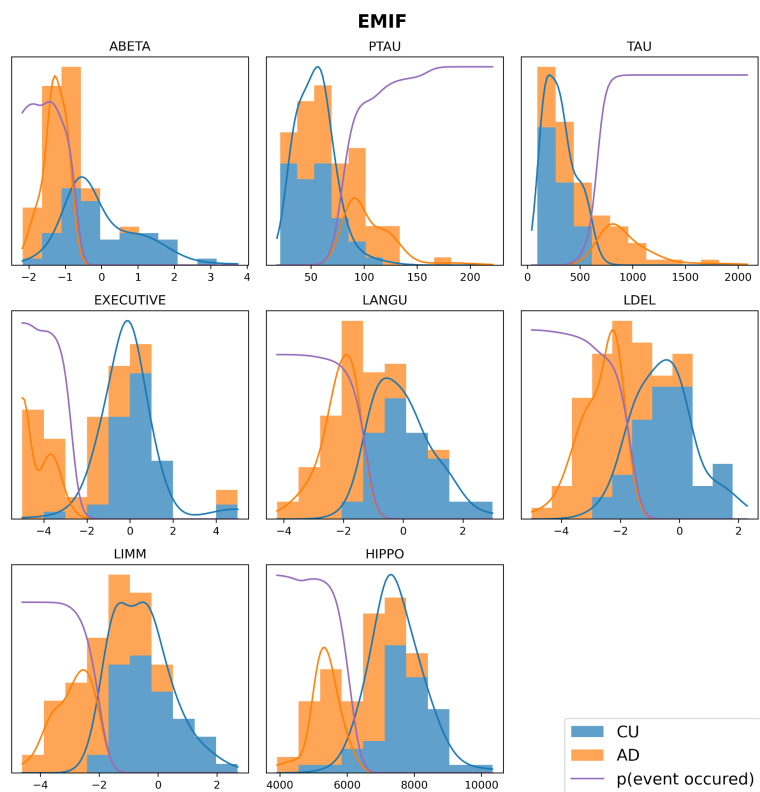 EMIF
ABETA PTAU TAU
−2 −1 0 1 2 3 4 50 100 150 200 0 500 1000 1500 2000
EXECUTIVE LANGU LDEL
−4 −2 0 2 4 −4 −2 0 2 −4 −2 0 2
LIMM HIPPO
−4 −2 0 2 4000 6000 8000 10000
CU
AD
p(event occured)